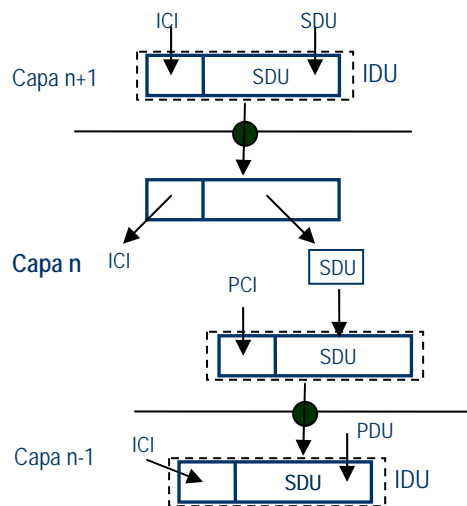 ICI SDU
Capa n+1 SDU IDU
Capa n ICI SDU
PCI
SDU
PDU
Capa n-1 ICI SDU IDU